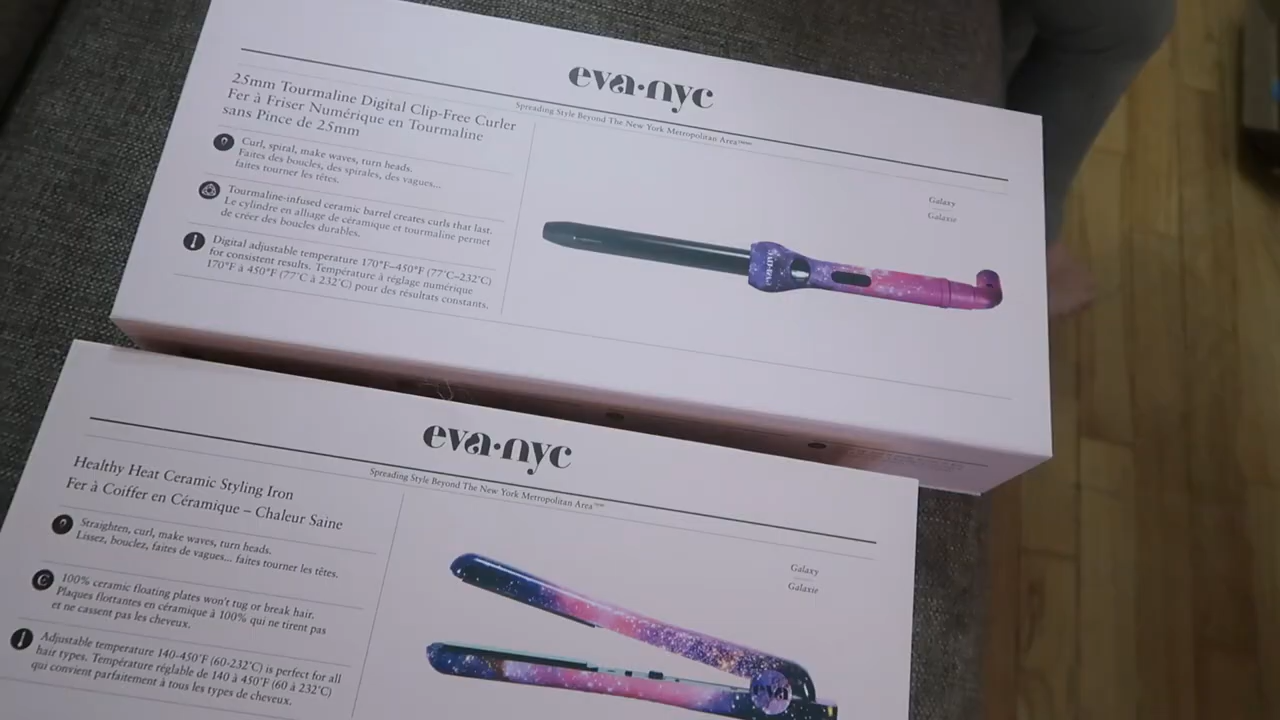 eva·nyc
Spreading Style Beyond The New York Metropolitan Area
25mm Tourmaline Digital Clip-Free Curler
Fer à Friser Numérique en Tourmaline
sans Pince de 25mm
Curl, spiral, make waves, turn heads.
Faites des boucles, des spirales, des vagues...
faites tourner les têtes.
Tourmaline-infused ceramic barrel creates curls that last.
Le cylindre en alliage de céramique et tourmaline permet
de créer des boucles durables.
Digital adjustable temperature 170°F–450°F (77°C–232°C)
for consistent results. Température à réglage numérique
170°F à 450°F (77°C à 232°C) pour des résultats constants.
Galaxy
Galaxie
eva·nyc
eva·nyc
Spreading Style Beyond The New York Metropolitan Area
Healthy Heat Ceramic Styling Iron
Fer à Coiffer en Céramique – Chaleur Saine
Straighten, curl, make waves, turn heads.
Lissez, bouclez, faites de vagues... faites tourner les têtes.
100% ceramic floating plates won't tug or break hair.
Plaques flottantes en céramique à 100% qui ne tirent pas
et ne cassent pas les cheveux.
Adjustable temperature 140-450°F (60-232°C) is perfect for all
hair types. Température réglable de 140 à 450°F (60 à 232°C)
qui convient parfaitement à tous les types de cheveux.
Galaxy
Galaxie
eva